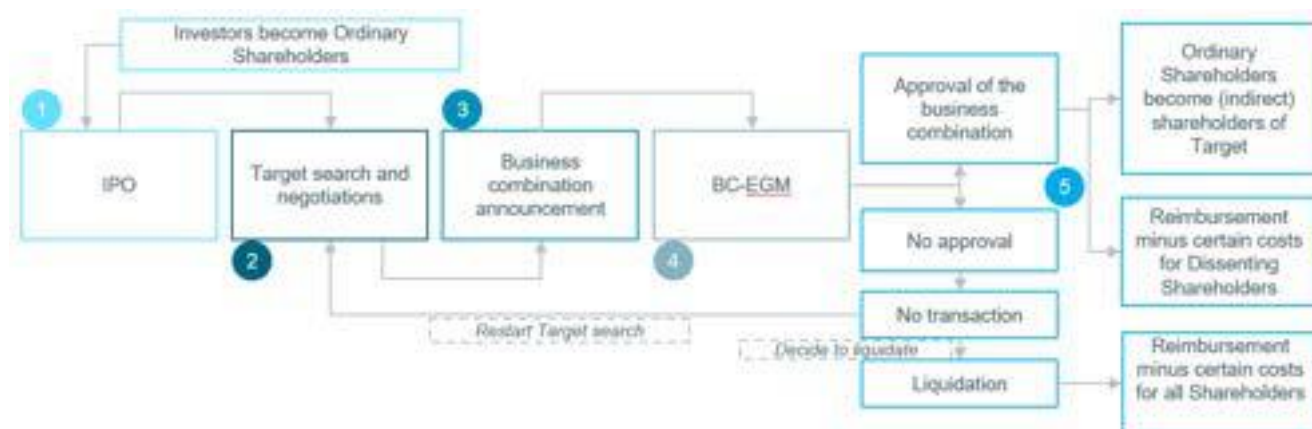 Investors become Ordinary
Shareholders
1
IPO
Target search and
negotiations
2
3
Business
combination
announcement
BC-EGM
4
Approval of the
business
combination
5
No approval
No transaction
Restart Target search
Decide to liquidate
Liquidation
Ordinary
Shareholders
become (indirect)
shareholders of
Target
Reimbursement
minus certain costs
for Dissenting
Shareholders
Reimbursement
minus certain costs
for all Shareholders